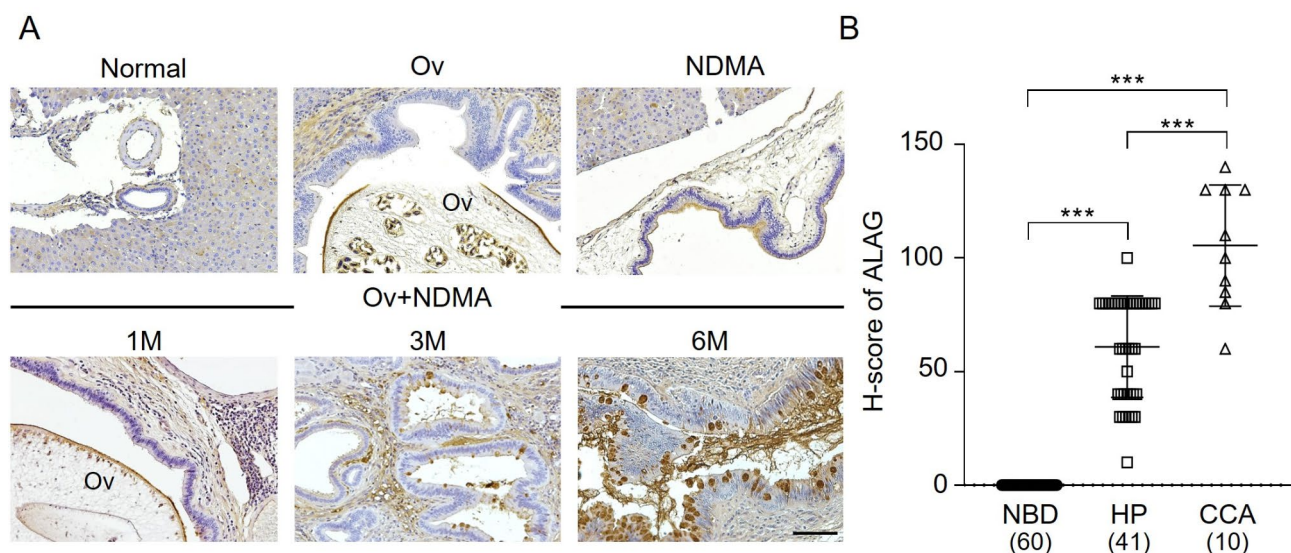 A
B
Normal
Ov
NDMA
Ov
Ov+NDMA
1M
3M
6M
Ov
H-score of ALAG
150
100
50
0
***
***
***
NBD
HP
CCA
(60)
(41)
(10)